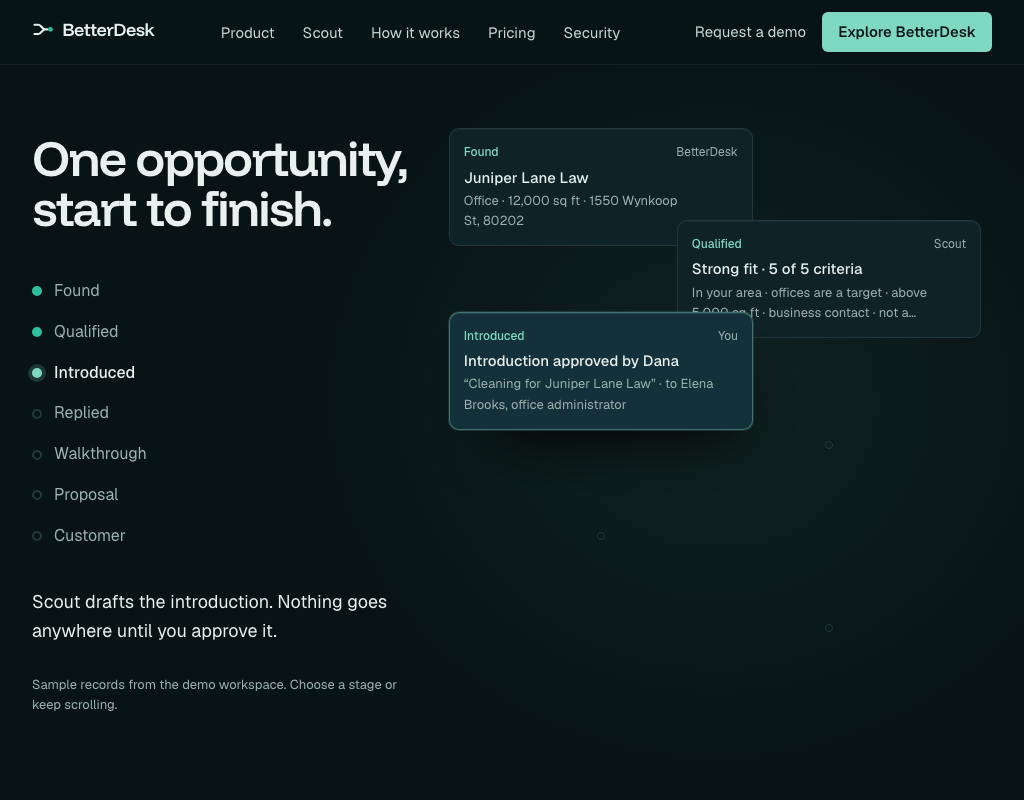 BetterDesk
Product
Scout
How it works
Pricing
Security
Request a demo
Explore BetterDesk
One opportunity,
start to finish.
Found
Qualified
Introduced
Replied
Walkthrough
Proposal
Customer
Scout drafts the introduction. Nothing goes
anywhere until you approve it.
Sample records from the demo workspace. Choose a stage or
keep scrolling.
Found
BetterDesk
Juniper Lane Law
Office · 12,000 sq ft · 1550 Wynkoop
St, 80202
Qualified
Scout
Strong fit · 5 of 5 criteria
In your area · offices are a target · above
5,000 sq ft · business contact · not a…
Introduced
You
Introduction approved by Dana
“Cleaning for Juniper Lane Law” · to Elena
Brooks, office administrator